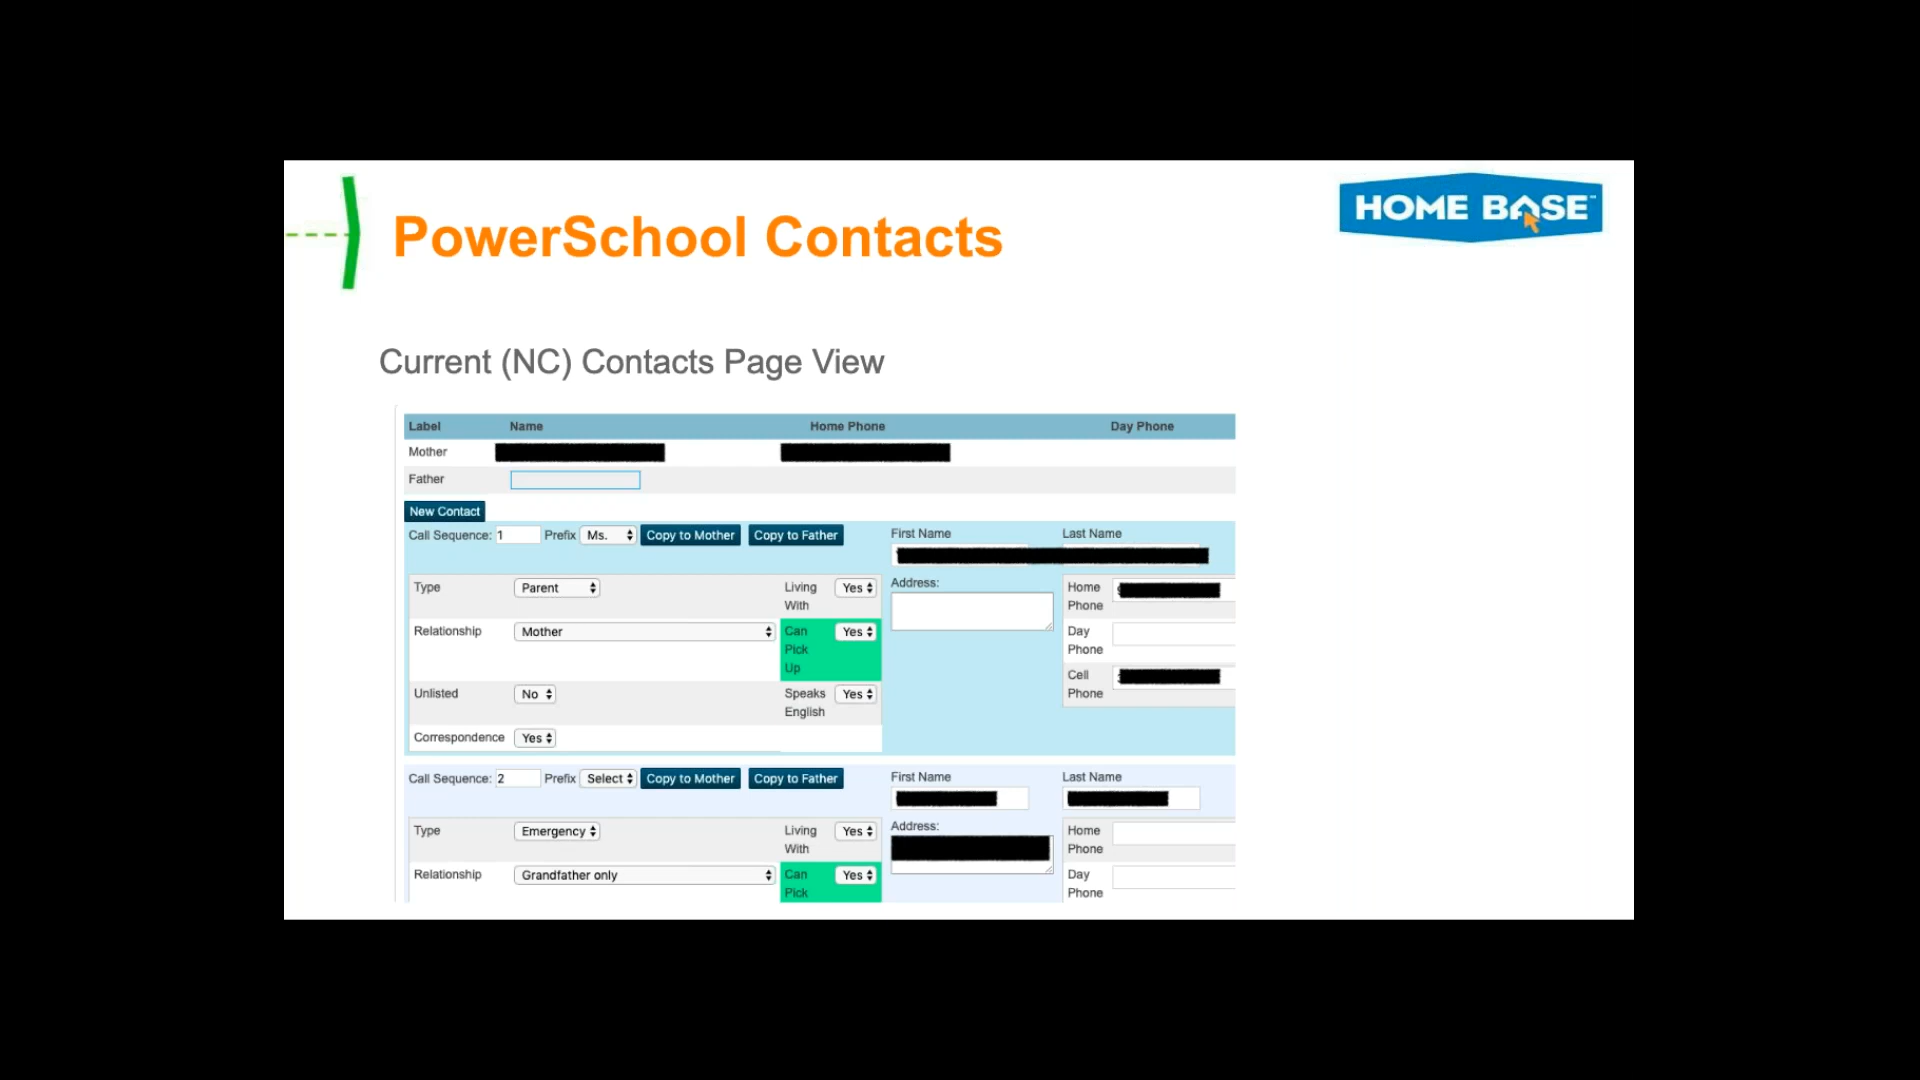 HOME BASE™
PowerSchool Contacts
Current (NC) Contacts Page View
Label Name Home Phone Day Phone
Mother
Father
New Contact
Call Sequence: 1 Prefix Ms. Copy to Mother Copy to Father First Name Last Name
Type Parent Living With Yes Address: Home Phone
Relationship Mother Can Pick Up Yes Day Phone
Cell Phone
Unlisted No Speaks English Yes
Correspondence Yes
Call Sequence: 2 Prefix Select Copy to Mother Copy to Father First Name Last Name
Type Emergency Living With Yes Address: Home Phone
Relationship Grandfather only Can Pick Yes Day Phone